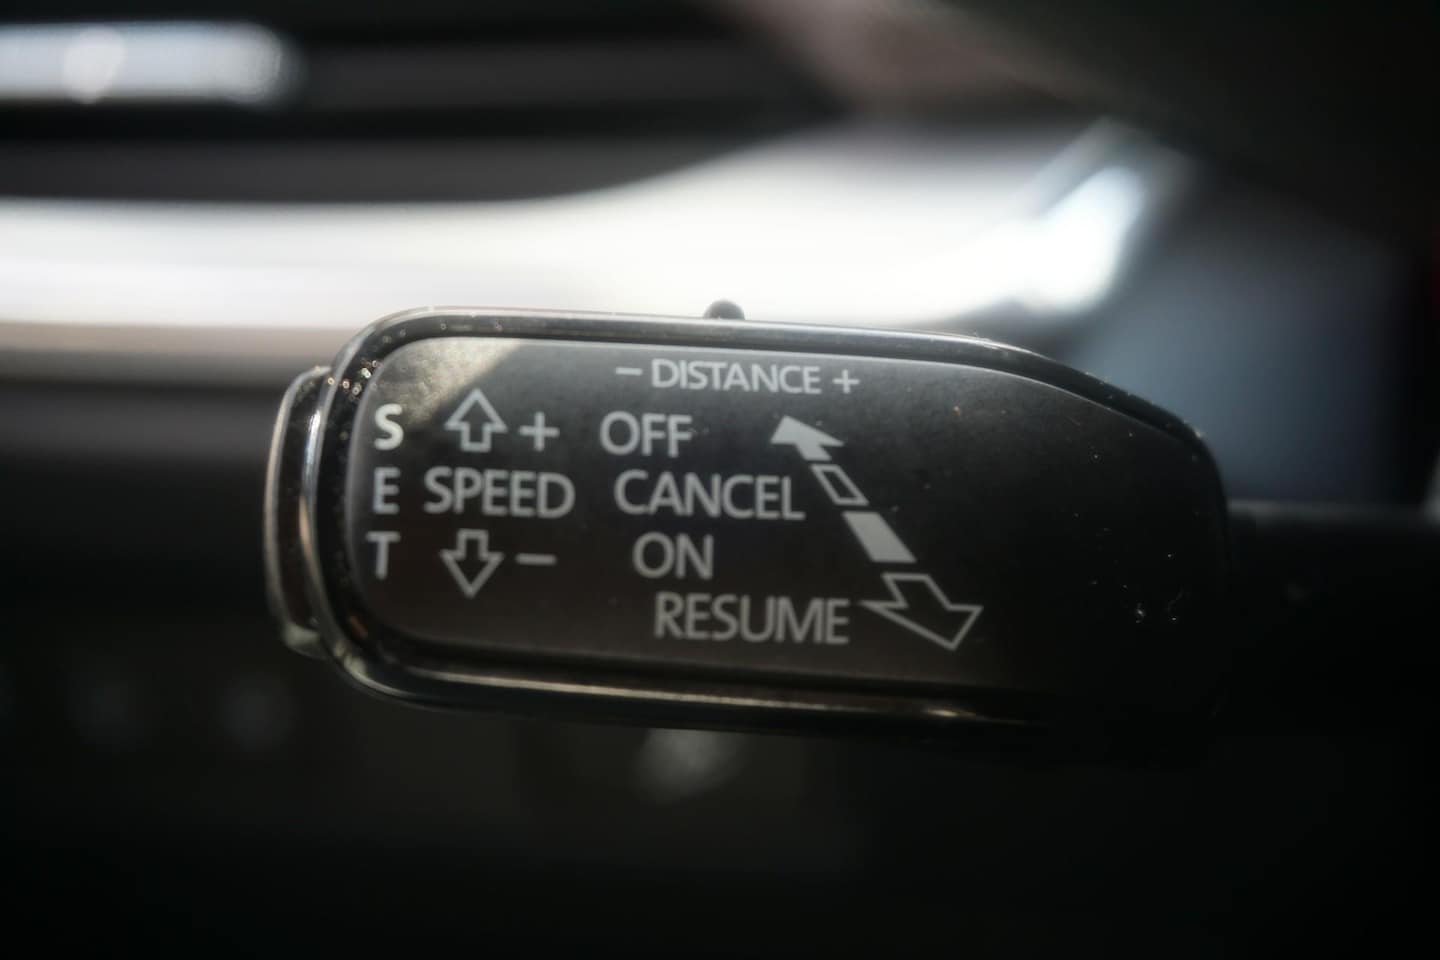 − DISTANCE +
S + OFF
E SPEED CANCEL
T − ON
RESUME